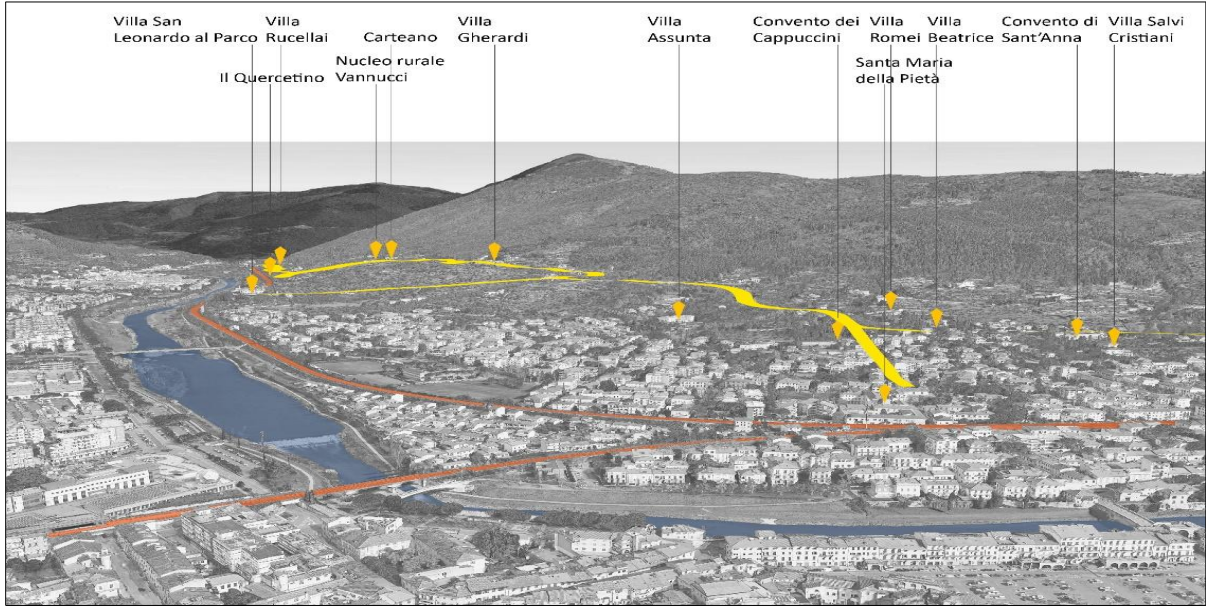 Villa San
Leonardo al Parco
Villa
Rucellai
Il Quercetino
Carteano
Nucleo rurale
Vannucci
Villa
Gherardi
Villa
Assunta
Convento dei
Cappuccini
Villa
Romei
Santa Maria
della Pietà
Villa
Beatrice
Convento di
Sant'Anna
Villa Salvi
Cristiani